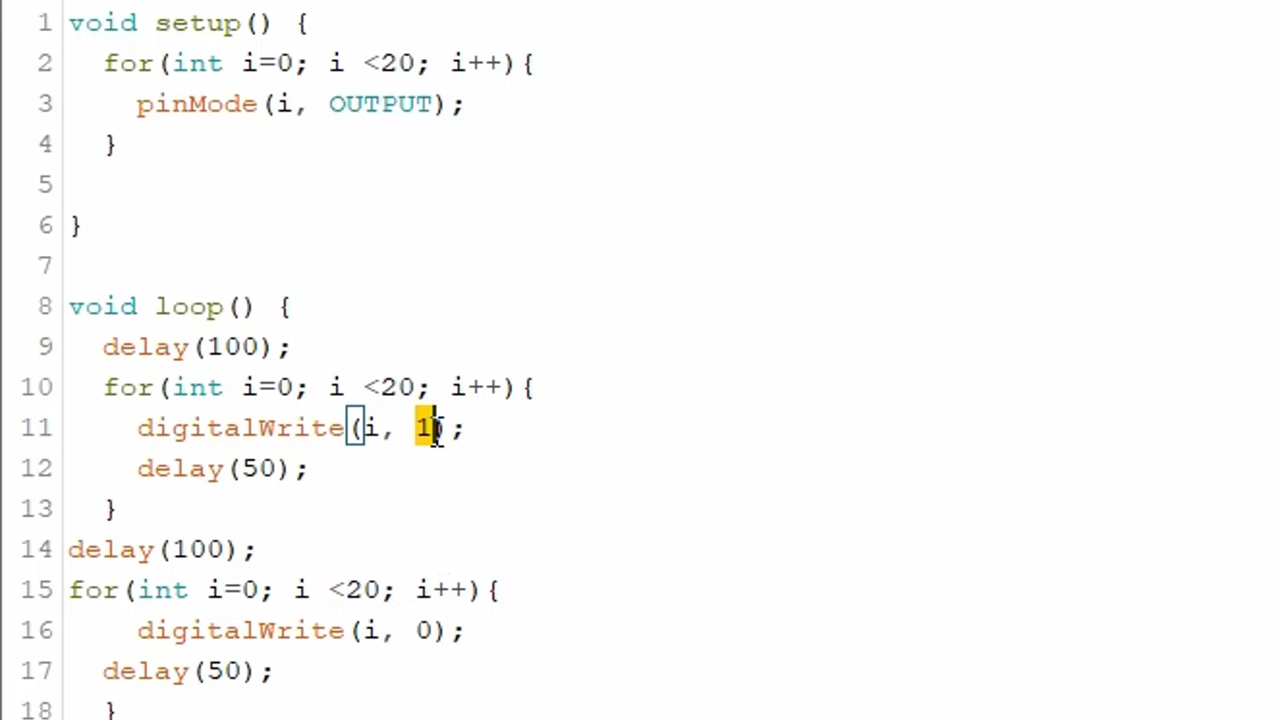 1 void setup() {
2 for(int i=0; i <20; i++){
3 pinMode(i, OUTPUT);
4 }
5
6 }
7
8 void loop() {
9 delay(100);
10 for(int i=0; i <20; i++){
11 digitalWrite(i, 1);
12 delay(50);
13 }
14 delay(100);
15 for(int i=0; i <20; i++){
16 digitalWrite(i, 0);
17 delay(50);
18 }